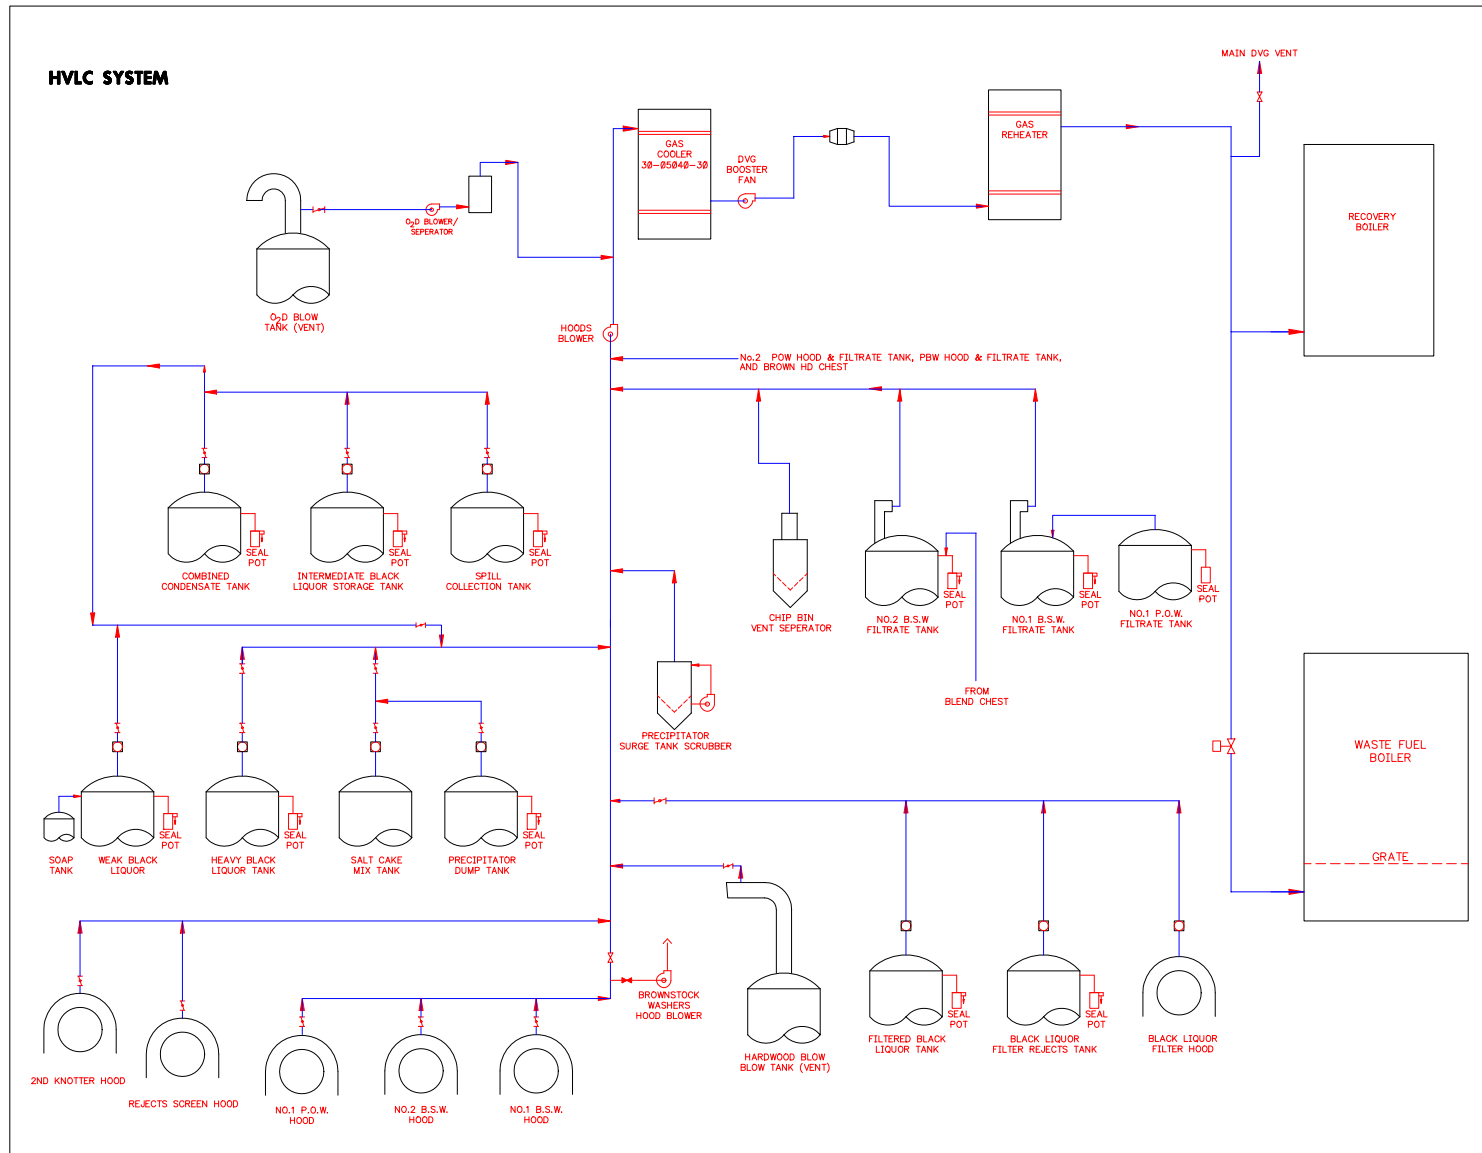 HVLC SYSTEM
MAIN DVG VENT
GAS
COOLER
30-05040-30
DVG
BOOSTER
FAN
GAS
REHEATER
RECOVERY
BOILER
O2D BLOWER/
SEPERATOR
O2D BLOW
TANK (VENT)
HOODS
BLOWER
No.2 POW HOOD & FILTRATE TANK, PBW HOOD & FILTRATE TANK,
AND BROWN HD CHEST
SEAL
POT
SEAL
POT
SEAL
POT
COMBINED
CONDENSATE TANK
INTERMEDIATE BLACK
LIQUOR STORAGE TANK
SPILL
COLLECTION TANK
CHIP BIN
VENT SEPERATOR
SEAL
POT
NO.2 B.S.W
FILTRATE TANK
SEAL
POT
NO.1 B.S.W.
FILTRATE TANK
SEAL
POT
NO.1 P.O.W.
FILTRATE TANK
FROM
BLEND CHEST
PRECIPITATOR
SURGE TANK SCRUBBER
WASTE FUEL
BOILER
GRATE
SOAP
TANK
WEAK BLACK
LIQUOR
SEAL
POT
HEAVY BLACK
LIQUOR TANK
SEAL
POT
SALT CAKE
MIX TANK
PRECIPITATOR
DUMP TANK
SEAL
POT
BROWNSTOCK
WASHERS
HOOD BLOWER
HARDWOOD BLOW
BLOW TANK (VENT)
SEAL
POT
FILTERED BLACK
LIQUOR TANK
SEAL
POT
BLACK LIQUOR
FILTER REJECTS TANK
BLACK LIQUOR
FILTER HOOD
2ND KNOTTER HOOD
REJECTS SCREEN HOOD
NO.1 P.O.W.
HOOD
NO.2 B.S.W.
HOOD
NO.1 B.S.W.
HOOD